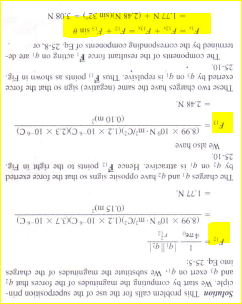 Solution This problem calls for the use of the superposition prin-
ciple. We start by computing the magnitudes of the forces that q₂
and q₃ exert on q₁. We substitute the magnitudes of the charges
into Eq. 25-5:
F₁₂ = 1/4πε₀ |q₁||q₂|/r₁₂²
= (8.99 × 10⁹ N·m²/C²)(1.2 × 10⁻⁶ C)(3.7 × 10⁻⁶ C)/(0.15 m)²
= 1.77 N.
The charges q₁ and q₂ have opposite signs so that the force exerted
by q₂ on q₁ is attractive. Hence F₁₂ points to the right in Fig.
25-10.
We also have
F₁₃ = (8.99 × 10⁹ N·m²/C²)(1.2 × 10⁻⁶ C)(2.3 × 10⁻⁶ C)/(0.10 m)²
= 2.48 N.
These two charges have the same (negative) sign so that the force
exerted by q₃ on q₁ is repulsive. Thus F₁₃ points as shown in Fig.
25-10.
The components of the resultant force F₁ acting on q₁ are de-
termined by the corresponding components of Eq. 25-8, or
F₁ₓ = F₁₂ₓ + F₁₃ₓ = F₁₂ + F₁₃ sin θ
= 1.77 N + (2.48 N)(sin 32°) = 3.08 N